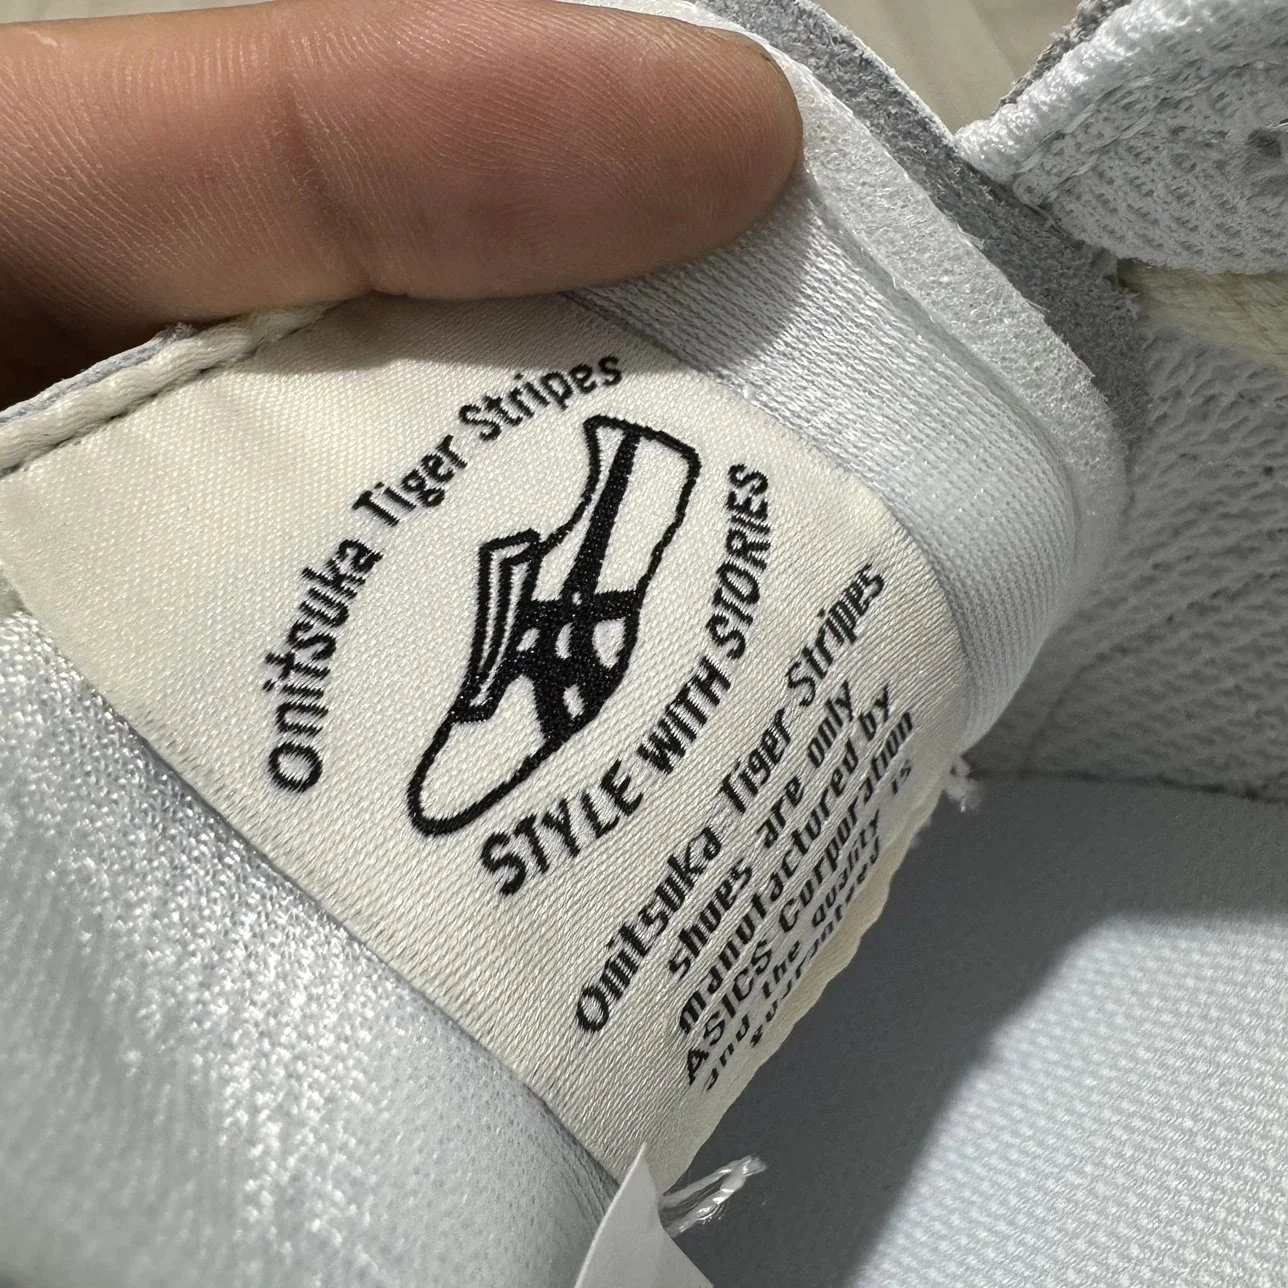 Onitsuka Tiger Stripes
STYLE WITH STORIES
Onitsuka Tiger Stripes
shoes are only
manufactured by
ASICS Corporation
and the quality is
guaranteed